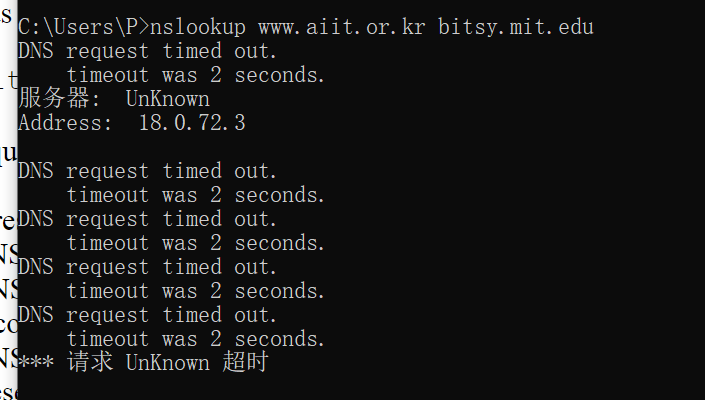 C:\Users\P>nslookup www.aiit.or.kr bitsy.mit.edu
DNS request timed out.
    timeout was 2 seconds.
服务器:  UnKnown
Address:  18.0.72.3

DNS request timed out.
    timeout was 2 seconds.
DNS request timed out.
    timeout was 2 seconds.
DNS request timed out.
    timeout was 2 seconds.
DNS request timed out.
    timeout was 2 seconds.
*** 请求 UnKnown 超时